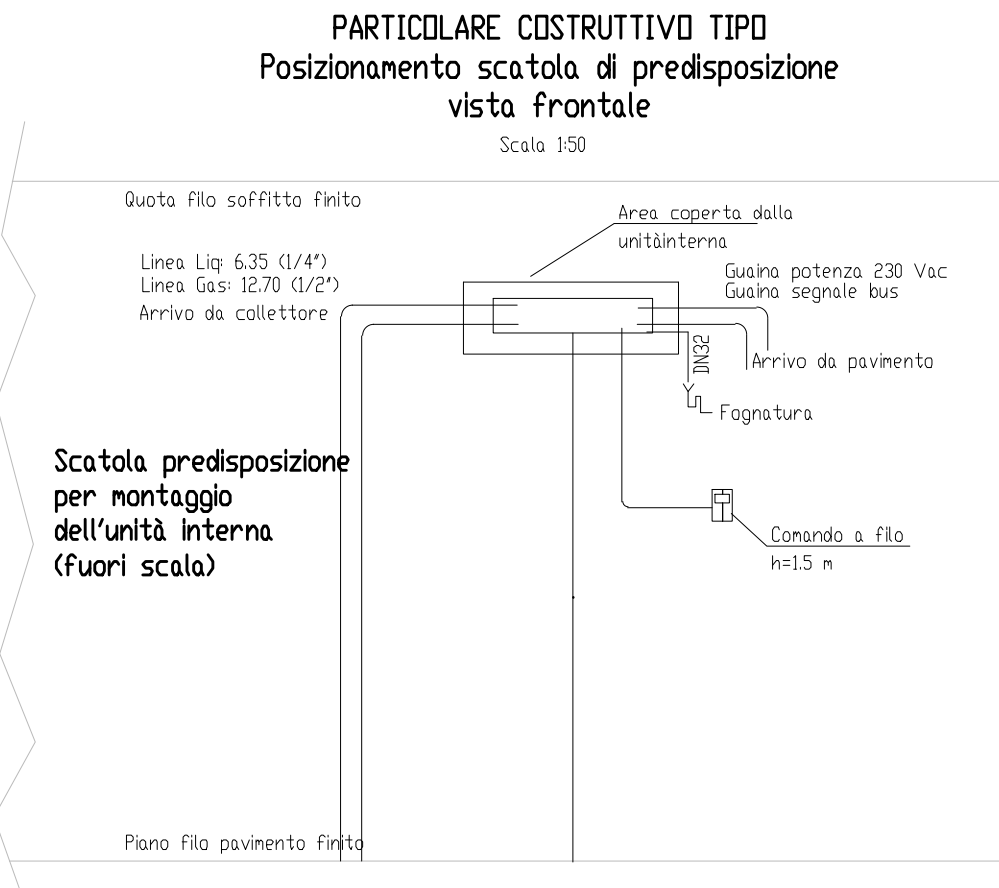 PARTICOLARE COSTRUTTIVO TIPO
Posizionamento scatola di predisposizione
vista frontale
Scala 1:50
Quota filo soffitto finito
Area coperta dalla
unitàinterna
Linea Liq: 6.35 (1/4")
Linea Gas: 12.70 (1/2")
Arrivo da collettore
Guaina potenza 230 Vac
Guaina segnale bus
DN32
Arrivo da pavimento
Fognatura
Scatola predisposizione
per montaggio
dell'unità interna
(fuori scala)
Comando a filo
h=1.5 m
Piano filo pavimento finito